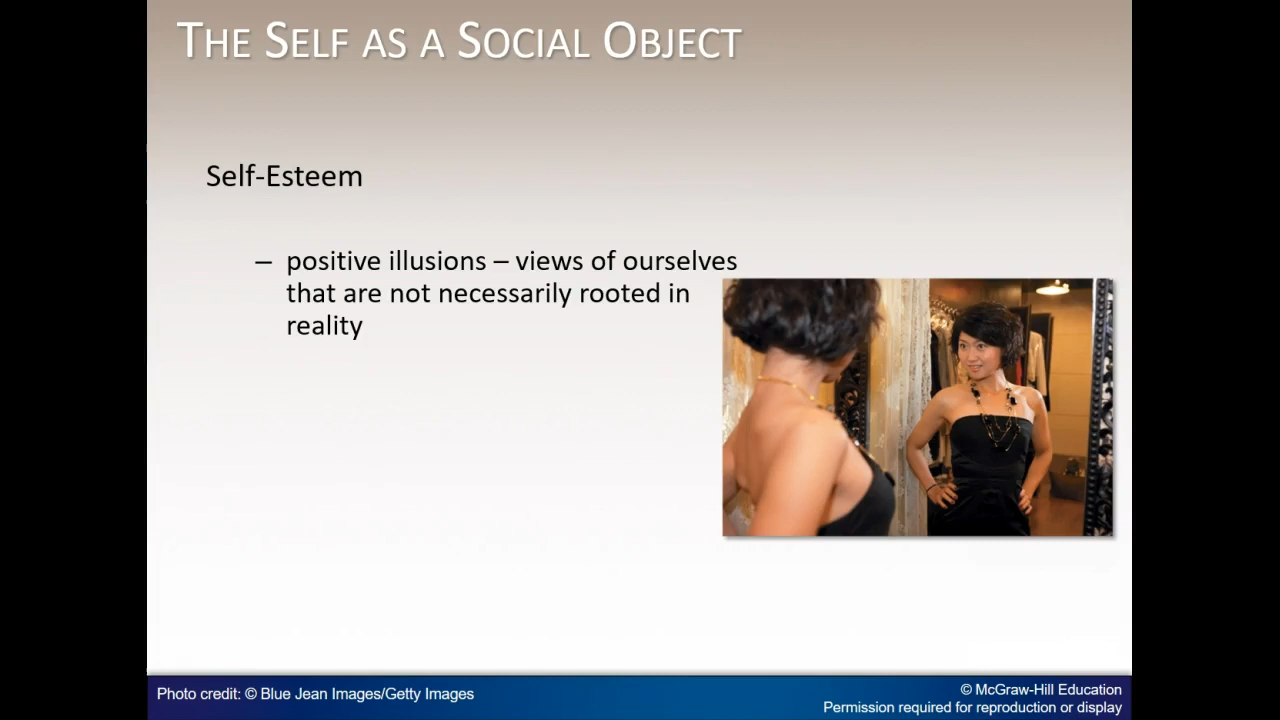 THE SELF AS A SOCIAL OBJECT
Self-Esteem
– positive illusions – views of ourselves
that are not necessarily rooted in
reality
Photo credit: © Blue Jean Images/Getty Images
© McGraw-Hill Education
Permission required for reproduction or display